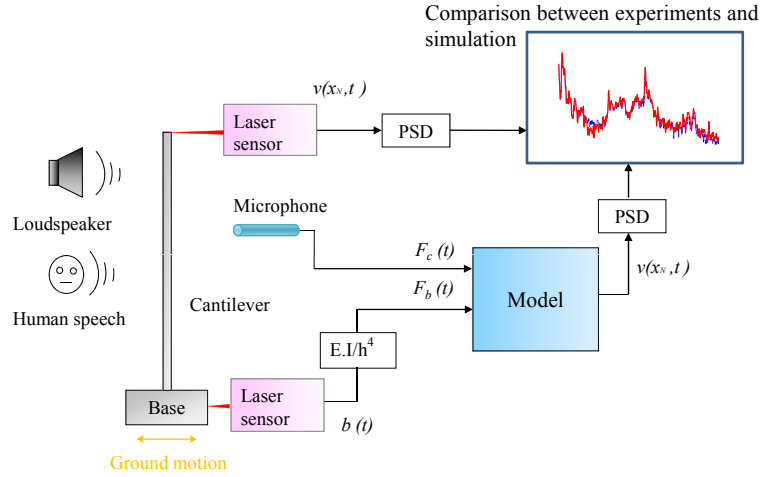 Comparison between experiments and
simulation
v(xN,t)
Laser
sensor
PSD
Loudspeaker
Microphone
PSD
Fc(t)
v(xN,t)
Human speech
Cantilever
Fb(t)
Model
E.I/h⁴
Base
Laser
sensor
b(t)
Ground motion